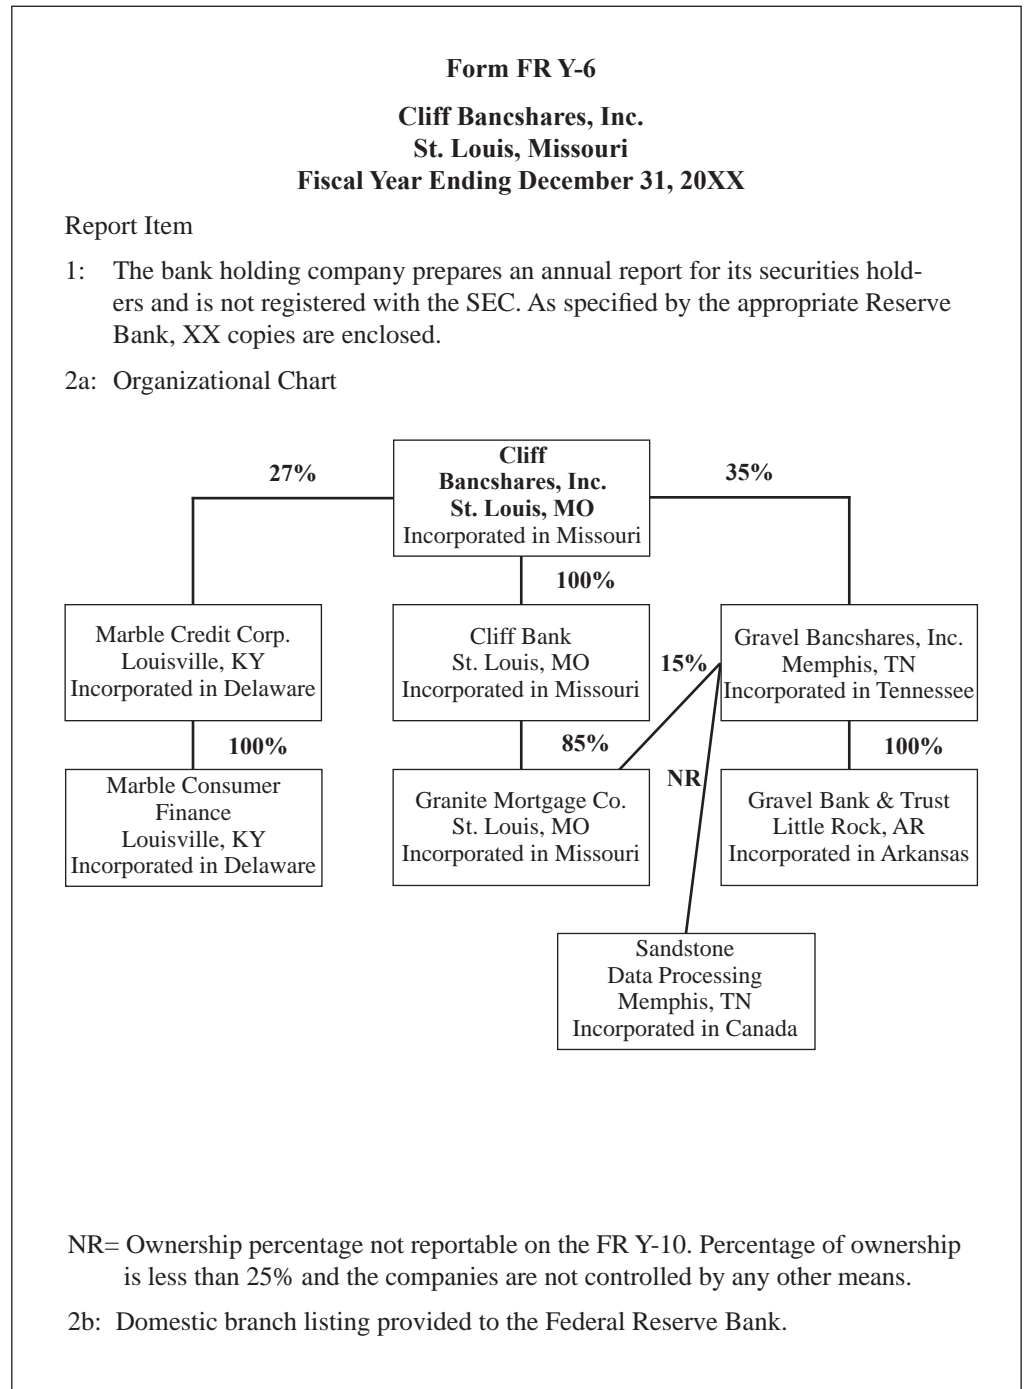 Form FR Y-6
Cliff Bancshares, Inc.
St. Louis, Missouri
Fiscal Year Ending December 31, 20XX
Report Item
1: The bank holding company prepares an annual report for its securities hold-
ers and is not registered with the SEC. As specified by the appropriate Reserve
Bank, XX copies are enclosed.
2a: Organizational Chart
Cliff
Bancshares, Inc.
St. Louis, MO
Incorporated in Missouri
27%
35%
100%
Marble Credit Corp.
Louisville, KY
Incorporated in Delaware
Cliff Bank
St. Louis, MO
Incorporated in Missouri
15%
Gravel Bancshares, Inc.
Memphis, TN
Incorporated in Tennessee
100%
85%
NR
100%
Marble Consumer
Finance
Louisville, KY
Incorporated in Delaware
Granite Mortgage Co.
St. Louis, MO
Incorporated in Missouri
Gravel Bank & Trust
Little Rock, AR
Incorporated in Arkansas
Sandstone
Data Processing
Memphis, TN
Incorporated in Canada
NR= Ownership percentage not reportable on the FR Y-10. Percentage of ownership
is less than 25% and the companies are not controlled by any other means.
2b: Domestic branch listing provided to the Federal Reserve Bank.